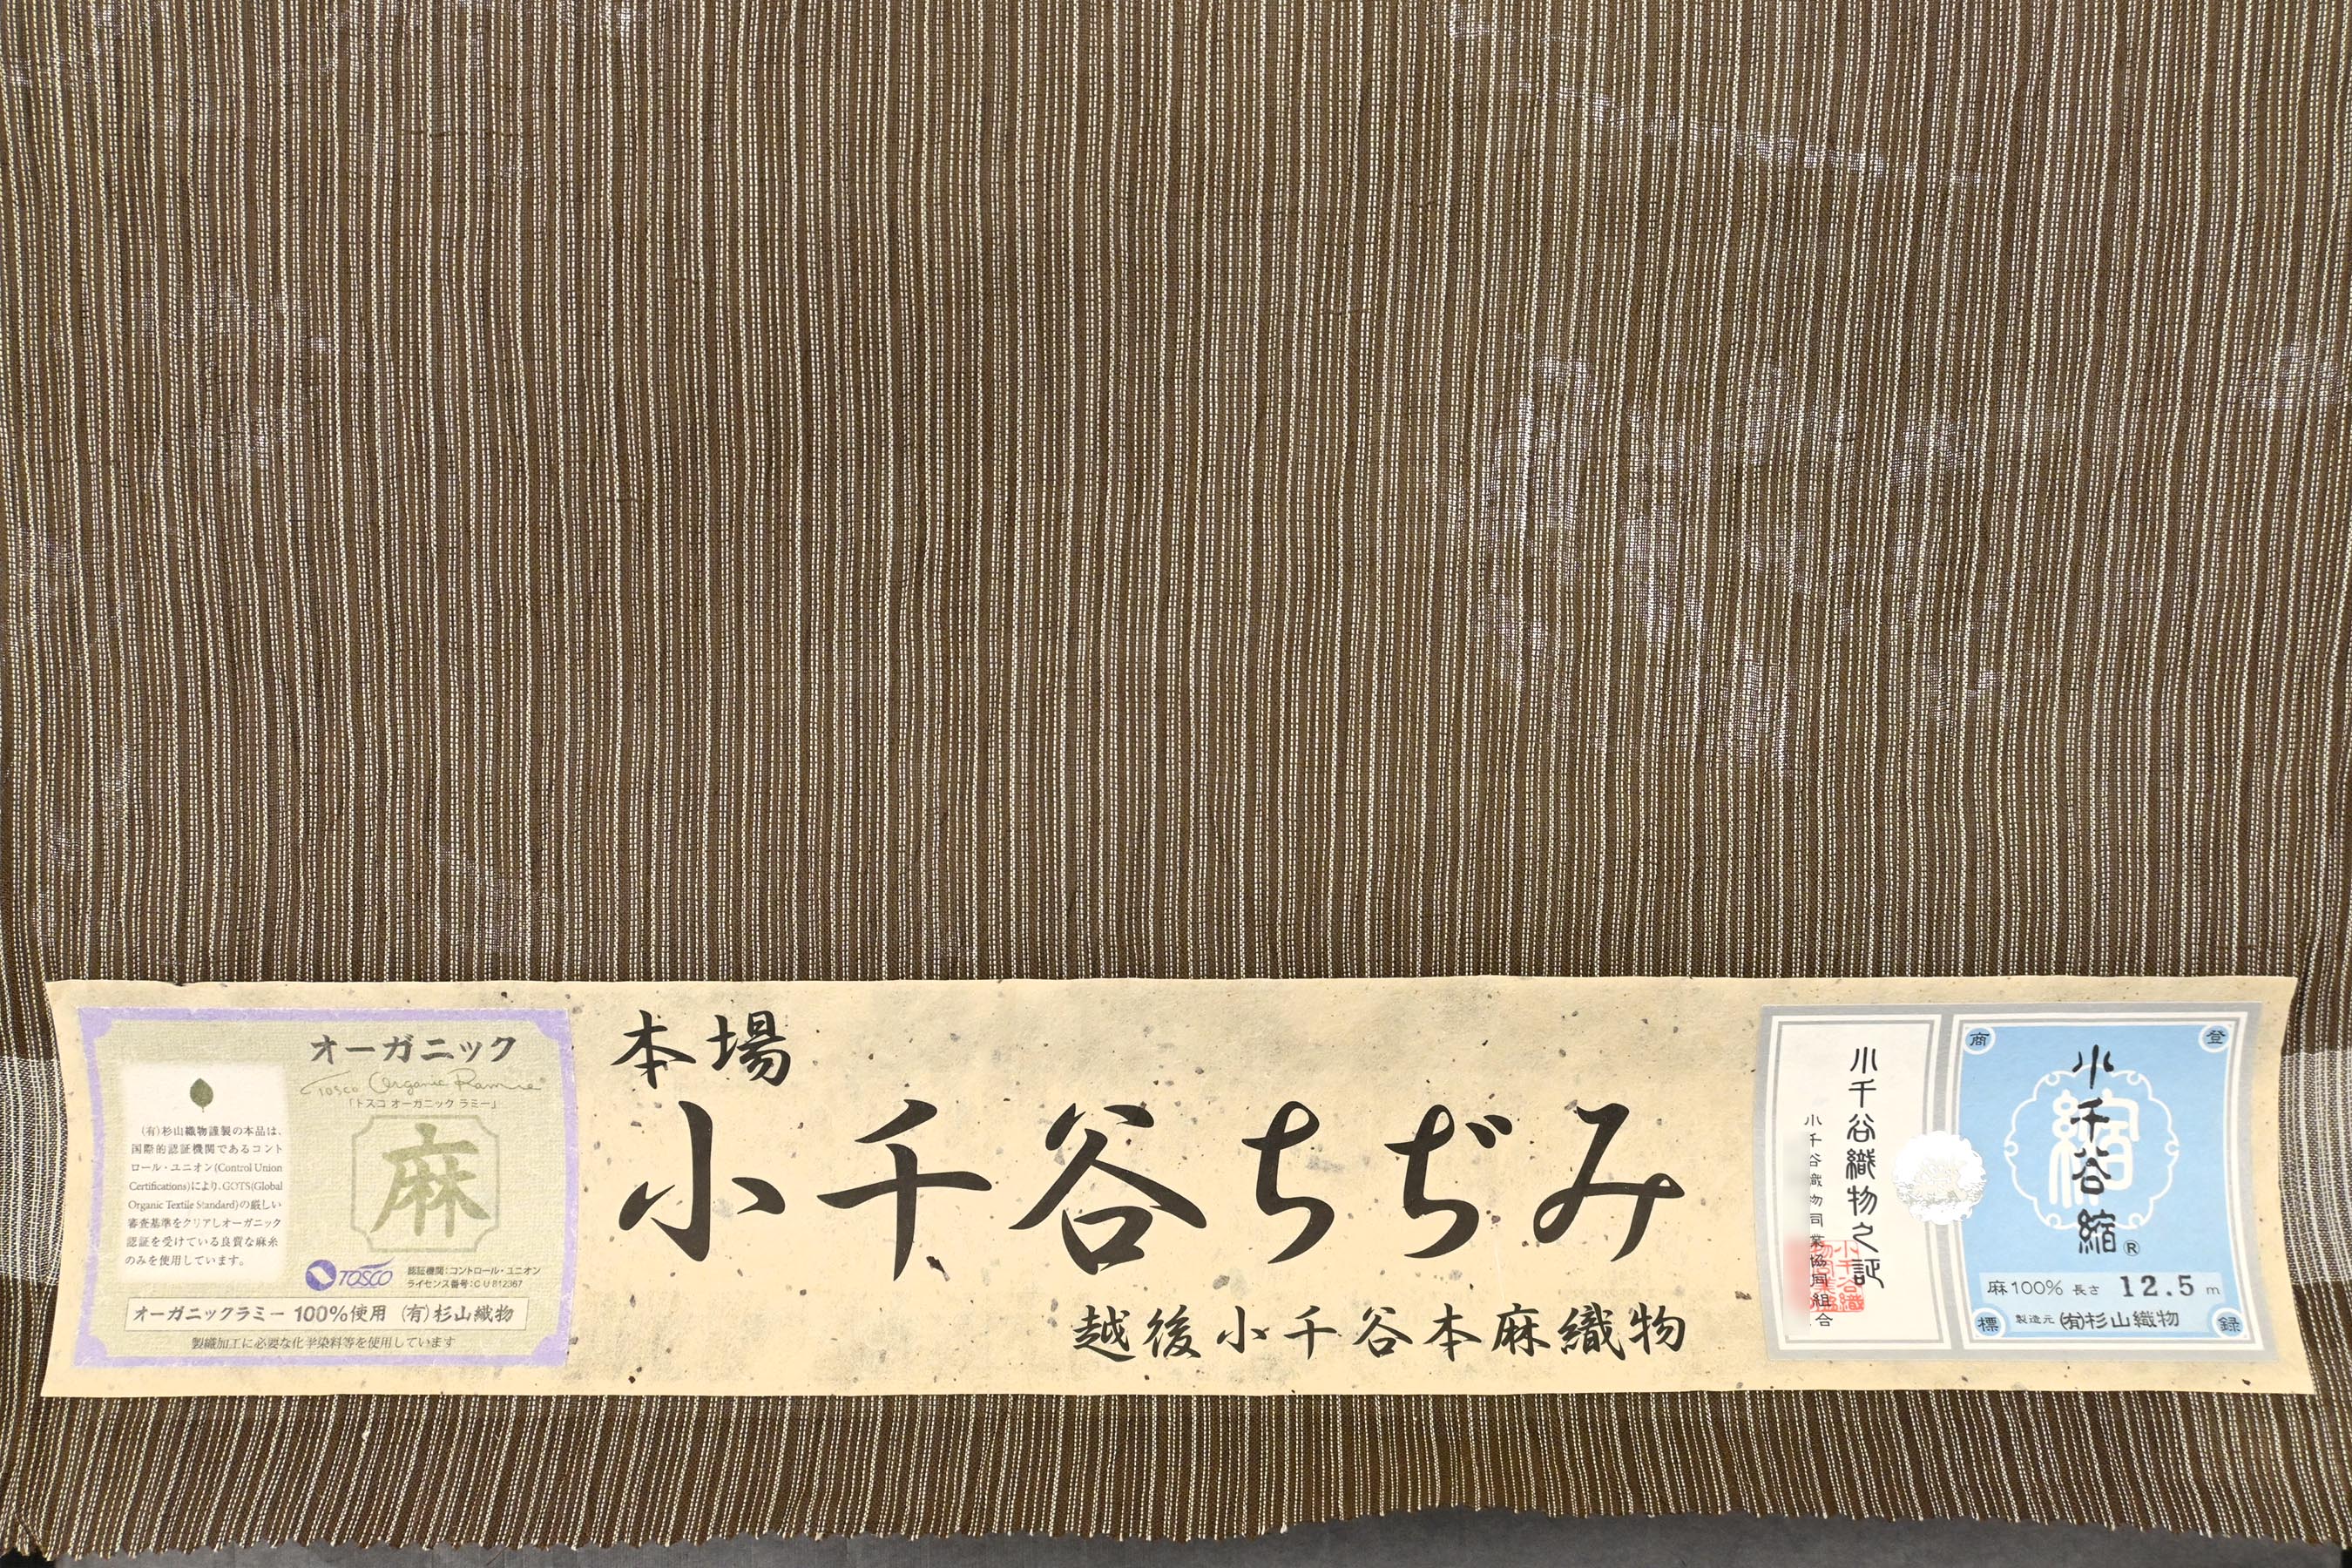 オーガニック
Tosco Organic Ramie
「トスコ オーガニック ラミー」
麻
(有)杉山織物謹製の本品は、
国際的認証機関であるコント
ロール・ユニオン(Control Union
Certifications)により、GOTS(Global
Organic Textile Standard)の厳しい
審査基準をクリアしオーガニック
認証を受けている良質な麻糸
のみを使用しています。
TOSCO
認証機関:コントロール・ユニオン
ライセンス番号:CU812367
オーガニックラミー 100%使用 (有)杉山織物
製織加工に必要な化学染料等を使用しています
本場
小千谷ちぢみ
越後小千谷本麻織物
小千谷織物之証
小千谷織物同業協同組合
商
登
縮
小千谷縮®
麻100% 長さ 12.5 m
標
製造元 (有)杉山織物
録